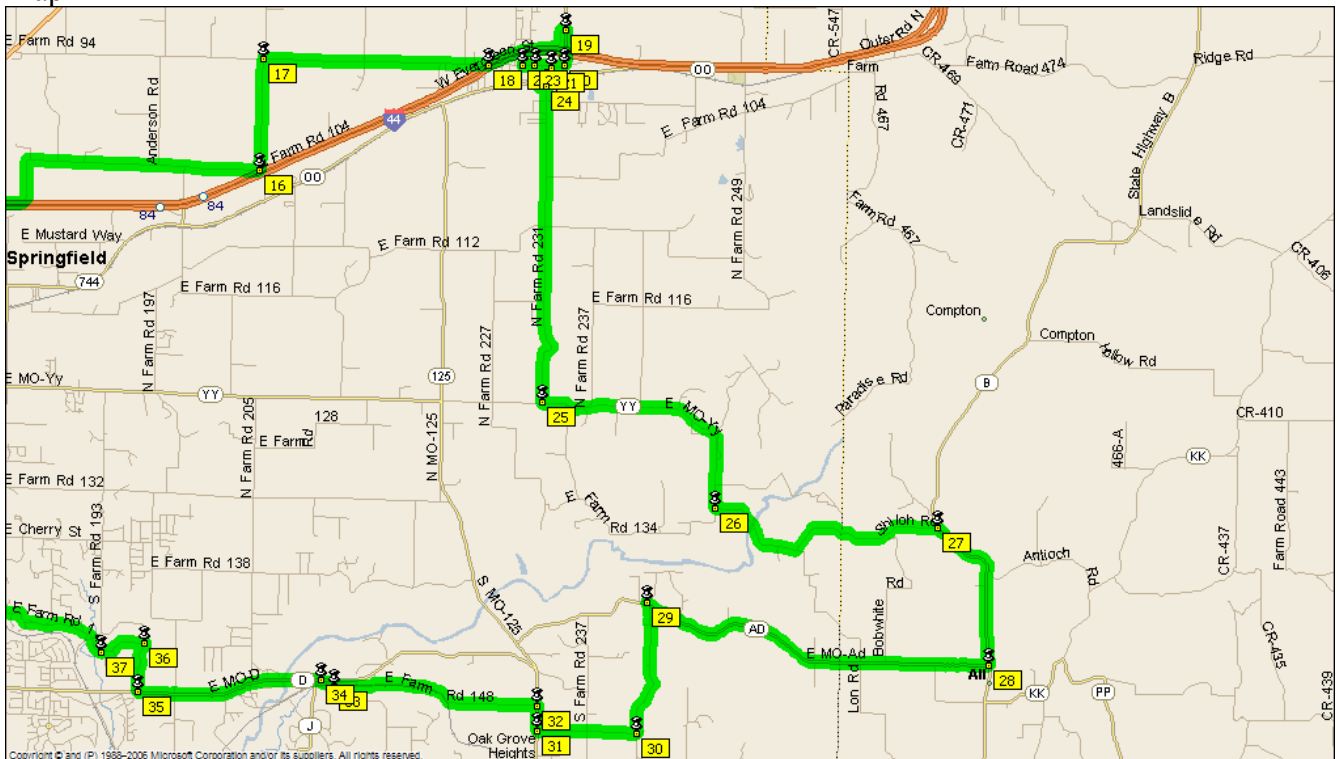 E Farm Rd 94
Anderson Rd
17
W Evergreen St
18
23
21
24
19
CR-547
Outer Rd N
OO
Farm
CR-469
Farm Road 474
Ridge Rd
Rd 467
CR-471
E Farm Rd 104
State Highway B
44
Farm Rd 104
16
OO
84
84
E Mustard Way
Springfield
744
E Farm Rd 112
E Farm Rd 116
N Farm Rd 197
N Farm Rd 231
N Farm Rd 249
Farm Rd 467
Landslide Rd
CR-406
E Farm Rd 116
N Farm Rd 237
N Farm Rd 227
Compton
Compton
Hollow Rd
B
125
E MO-Yy
YY
25
YY
E MO-Yy
Paradise Rd
CR-410
N Farm Rd 205
128
E Farm Rd
N MO-125
466-A
KK
Farm Road 443
E Farm Rd 132
E Cherry St
S Farm Rd 193
E Farm Rd 134
26
Shiloh Rd
27
CR-437
Antioch Rd
E Farm Rd 138
S MO-125
Bobwhite Rd
29
AD
E MO-Ad
28
S Farm Rd 237
37
36
E MO-D
D
34
35
J
E Farm Rd 148
32
31
30
Oak Grove
Heights
Lon Rd
KK
PP
CR-435
CR-439
Copyright © and (P) 1988–2006 Microsoft Corporation and/or its suppliers. All rights reserved.